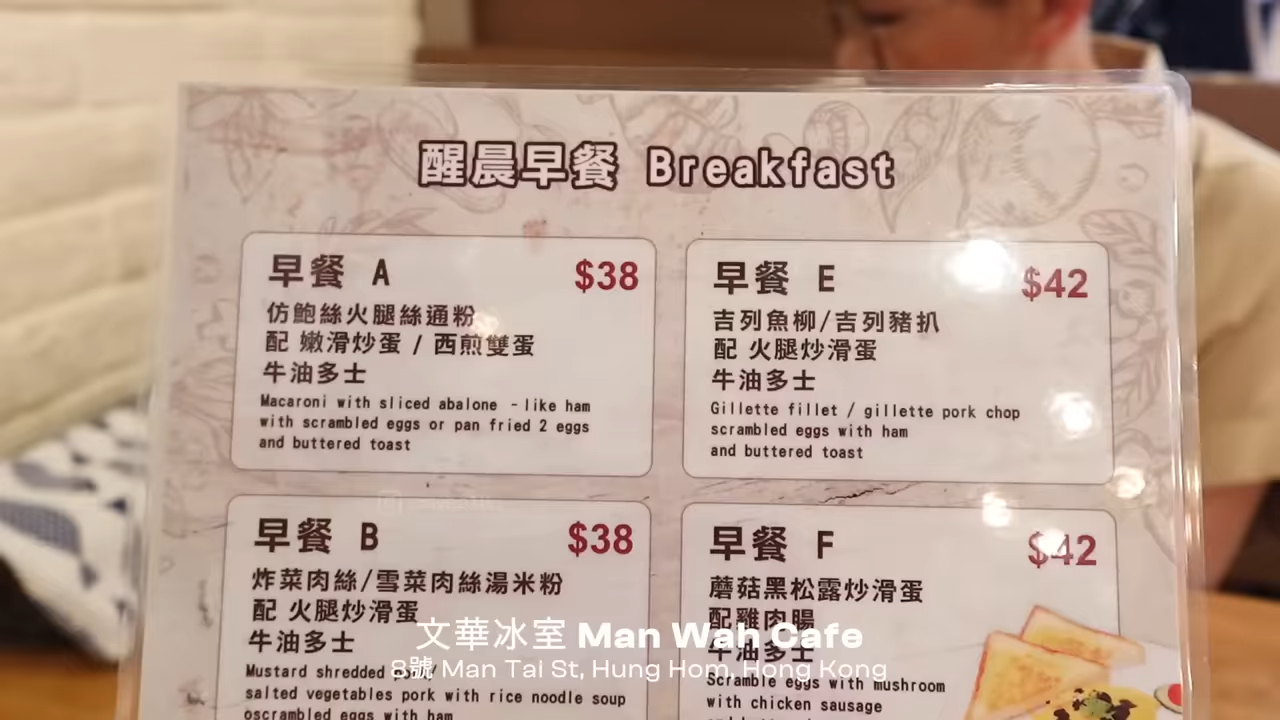 醒晨早餐 Breakfast
早餐 A $38
仿鮑絲火腿絲通粉
配 嫩滑炒蛋 / 西煎雙蛋
牛油多士
Macaroni with sliced abalone - like ham
with scrambled eggs or pan fried 2 eggs
and buttered toast
早餐 E $42
吉列魚柳/吉列豬扒
配 火腿炒滑蛋
牛油多士
Gillette fillet / gillette pork chop
scrambled eggs with ham
and buttered toast
早餐 B $38
炸菜肉絲/雪菜肉絲湯米粉
配 火腿炒滑蛋
牛油多士
Mustard shredded
salted vegetables pork with rice noodle soup
oscrambled eggs with ham
早餐 F $42
蘑菇黑松露炒滑蛋
配雞肉腸
牛油多士
Scramble eggs with mushroom
with chicken sausage
文華冰室 Man Wah Cafe
8號 Man Tai St, Hung Hom, Hong Kong